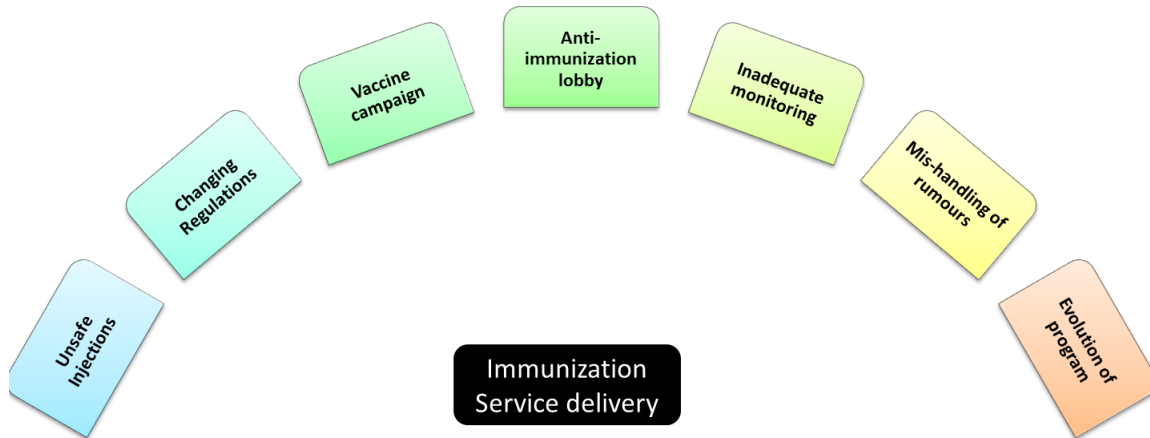 Unsafe
Injections
Changing
Regulations
Vaccine
campaign
Anti-
immunization
lobby
Inadequate
monitoring
Mis-handling of
rumours
Evolution of
program
Immunization
Service delivery